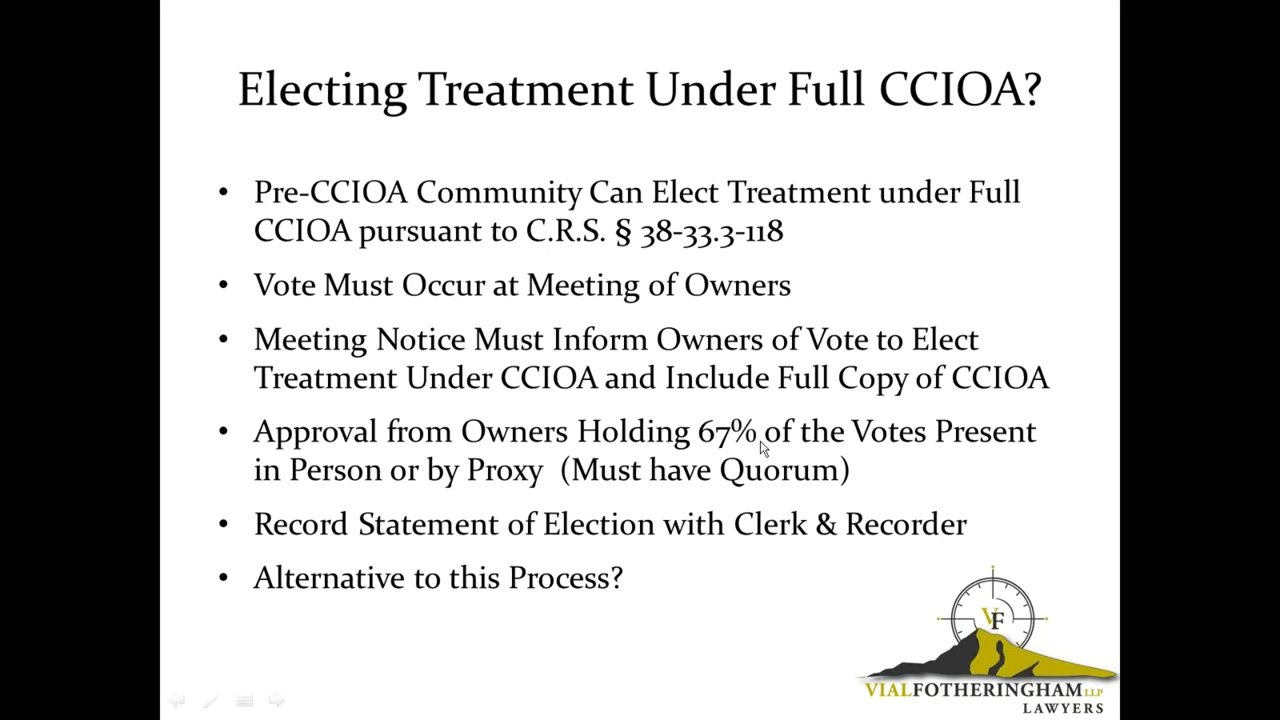 Electing Treatment Under Full CCIOA?
• Pre-CCIOA Community Can Elect Treatment under Full
CCIOA pursuant to C.R.S. § 38-33.3-118
• Vote Must Occur at Meeting of Owners
• Meeting Notice Must Inform Owners of Vote to Elect
Treatment Under CCIOA and Include Full Copy of CCIOA
• Approval from Owners Holding 67% of the Votes Present
in Person or by Proxy (Must have Quorum)
• Record Statement of Election with Clerk & Recorder
• Alternative to this Process?
VF
VIALFOTHERINGHAM LLP
LAWYERS